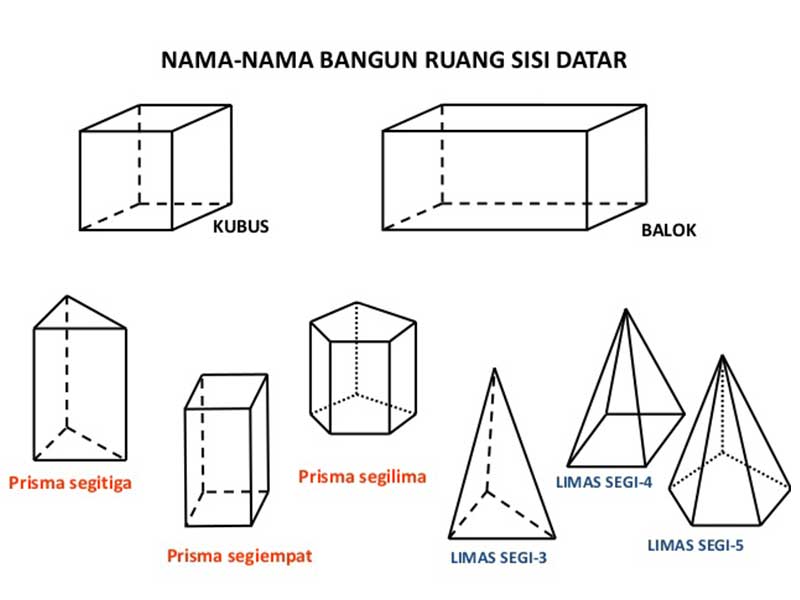 NAMA-NAMA BANGUN RUANG SISI DATAR
KUBUS
BALOK
Prisma segitiga
Prisma segiempat
Prisma segilima
LIMAS SEGI-3
LIMAS SEGI-4
LIMAS SEGI-5